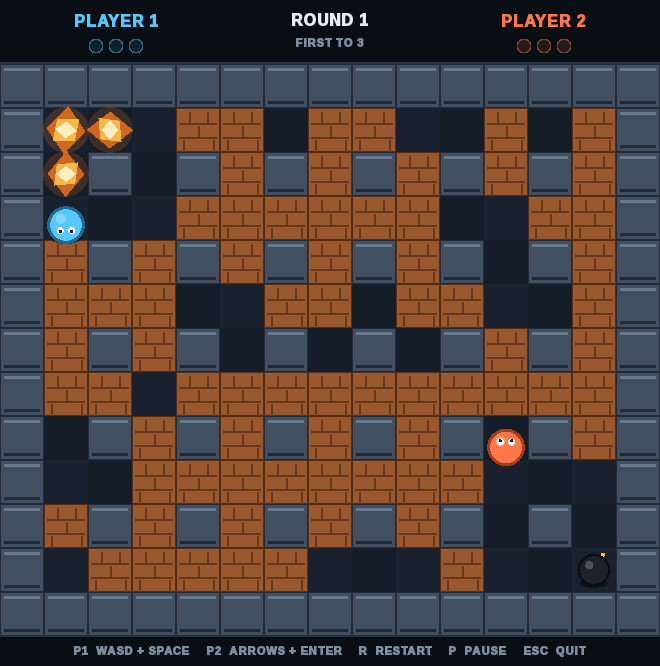 PLAYER 1
ROUND 1
PLAYER 2
FIRST TO 3
P1 WASD + SPACE P2 ARROWS + ENTER R RESTART P PAUSE ESC QUIT